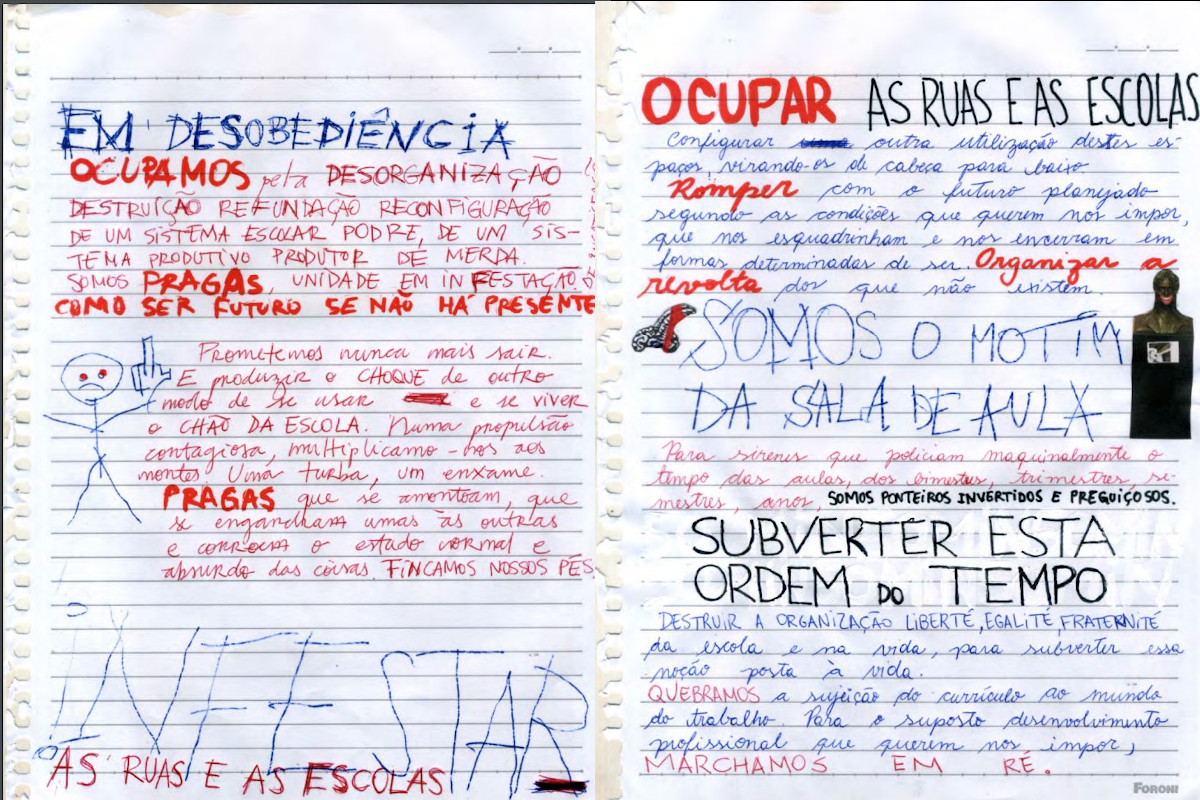 EM DESOBEDIÊNCIA
OCUPAMOS pela DESORGANIZAÇÃO
DESTRUIÇÃO REFUNDAÇÃO RECONFIGURAÇÃO
DE UM SISTEMA ESCOLAR PODRE, DE UM SIS-
TEMA PRODUTIVO PRODUTOR DE MERDA.
SOMOS PRAGAS, UNIDADE EM INFESTAÇÃO.
COMO SER FUTURO SE NÃO HÁ PRESENTE
Prometemos nunca mais sair.
E produzir o CHOQUE de outro
modo de se usar e se viver
o CHÃO DA ESCOLA. Numa propulsão
contagiosa, multiplicamo-nos aos
montes! Uma turba, um enxame.
PRAGAS que se amontoam, que
se engancham umas às outras
e corroem o estado normal e
absurdo das coisas. FINCAMOS NOSSOS PÉS
INFESTAR
AS RUAS E AS ESCOLAS
OCUPAR AS RUAS E AS ESCOLAS
Configurar outra utilização destes es-
paços, virando-os de cabeça para baixo.
Romper com o futuro planejado
segundo as condições que querem nos impor,
que nos esquadrinham e nos encerram em
formas determinadas de ser. Organizar a
revolta dos que não existem.
SOMOS O MOTIM
DA SALA DE AULA
Para sirenes que policiam maquinalmente o
tempo das aulas, dos bimestres, trimestres, se-
mestres, anos, SOMOS PONTEIROS INVERTIDOS E PREGUIÇOSOS.
SUBVERTER ESTA
ORDEM DO TEMPO
DESTRUIR A ORGANIZAÇÃO LIBERTÉ, EGALITÉ, FRATERNITÉ
da escola e na vida, para subverter essa
noção posta à vida.
QUEBRAMOS a sujeição do currículo ao mundo
do trabalho. Para o suposto desenvolvimento
profissional que querem nos impor,
MARCHAMOS EM RÉ.
FORONI